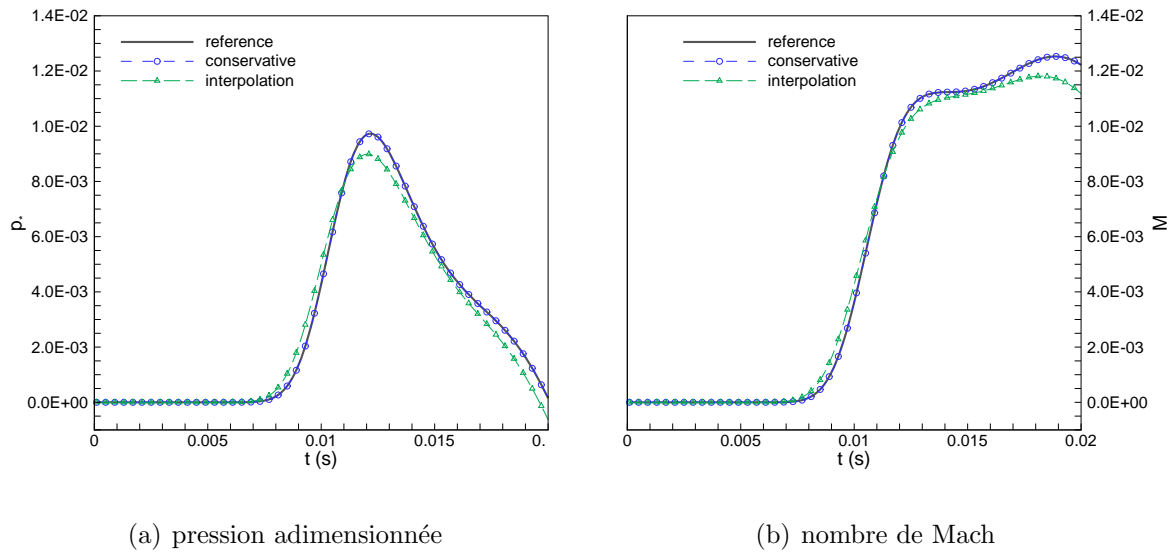 1.4E-02
1.2E-02
1.0E-02
8.0E-03
6.0E-03
4.0E-03
2.0E-03
0.0E+00
p.
reference
conservative
interpolation
0
0.005
0.01
0.015
0.
t (s)
(a) pression adimensionnée
reference
conservative
interpolation
1.4E-02
1.2E-02
1.0E-02
8.0E-03
6.0E-03
4.0E-03
2.0E-03
0.0E+00
M
0
0.005
0.01
0.015
0.02
t (s)
(b) nombre de Mach